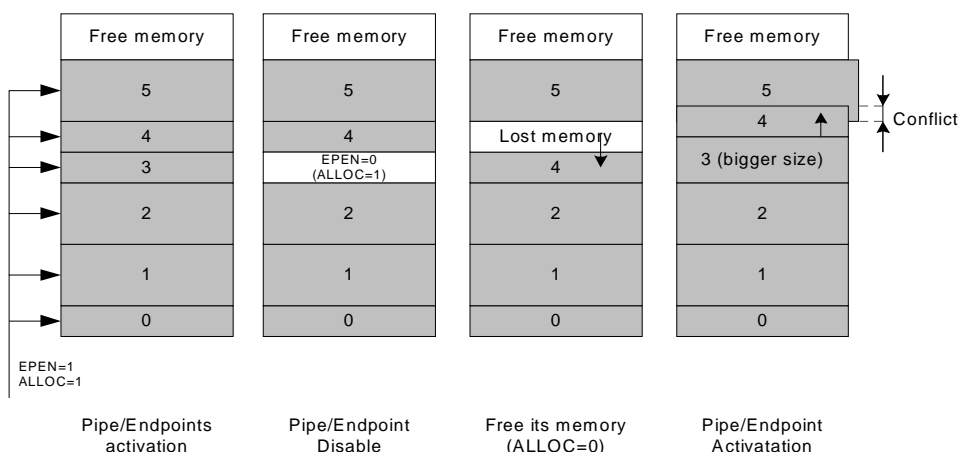 Free memory
5
4
3
2
1
0
EPEN=1
ALLOC=1
Pipe/Endpoints
activation
Free memory
5
4
EPEN=0
(ALLOC=1)
2
1
0
Pipe/Endpoint
Disable
Free memory
5
Lost memory
4
2
1
0
Free its memory
(ALLOC=0)
Free memory
5
4
Conflict
3 (bigger size)
2
1
0
Pipe/Endpoint
Activatation